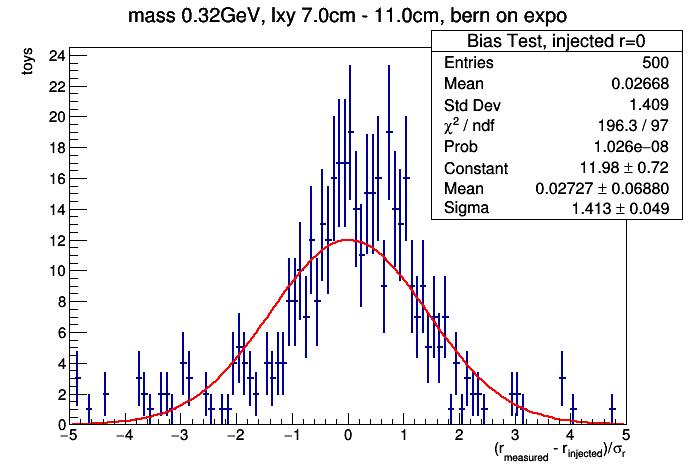 mass 0.32GeV, lxy 7.0cm - 11.0cm, bern on expo
Bias Test, injected r=0
Entries 500
Mean 0.02668
Std Dev 1.409
χ² / ndf 196.3 / 97
Prob 1.026e−08
Constant 11.98 ± 0.72
Mean 0.02727 ± 0.06880
Sigma 1.413 ± 0.049
toys
24
22
20
18
16
14
12
10
8
6
4
2
0
−5 −4 −3 −2 −1 0 1 2 3 4 5
(r_measured - r_injected)/σ_r